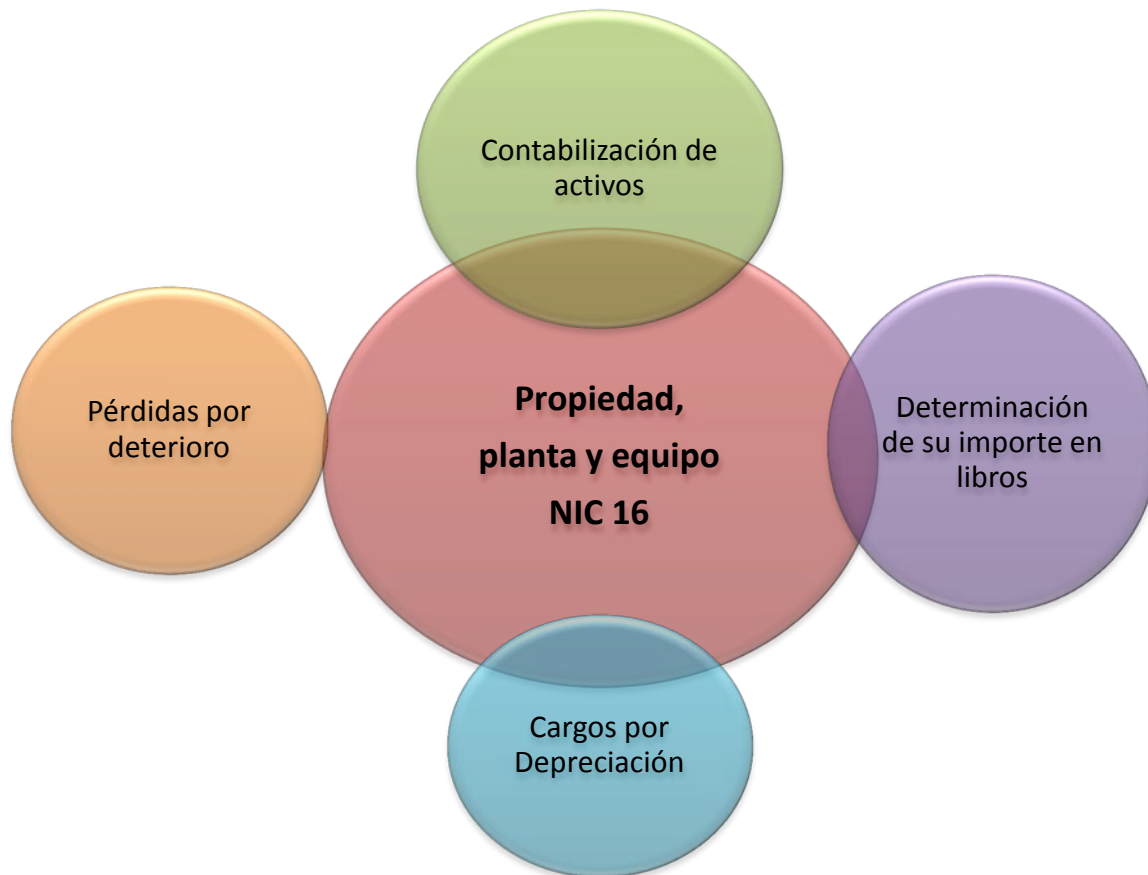 Contabilización de
activos
Pérdidas por
deterioro
Propiedad,
planta y equipo
NIC 16
Determinación
de su importe en
libros
Cargos por
Depreciación